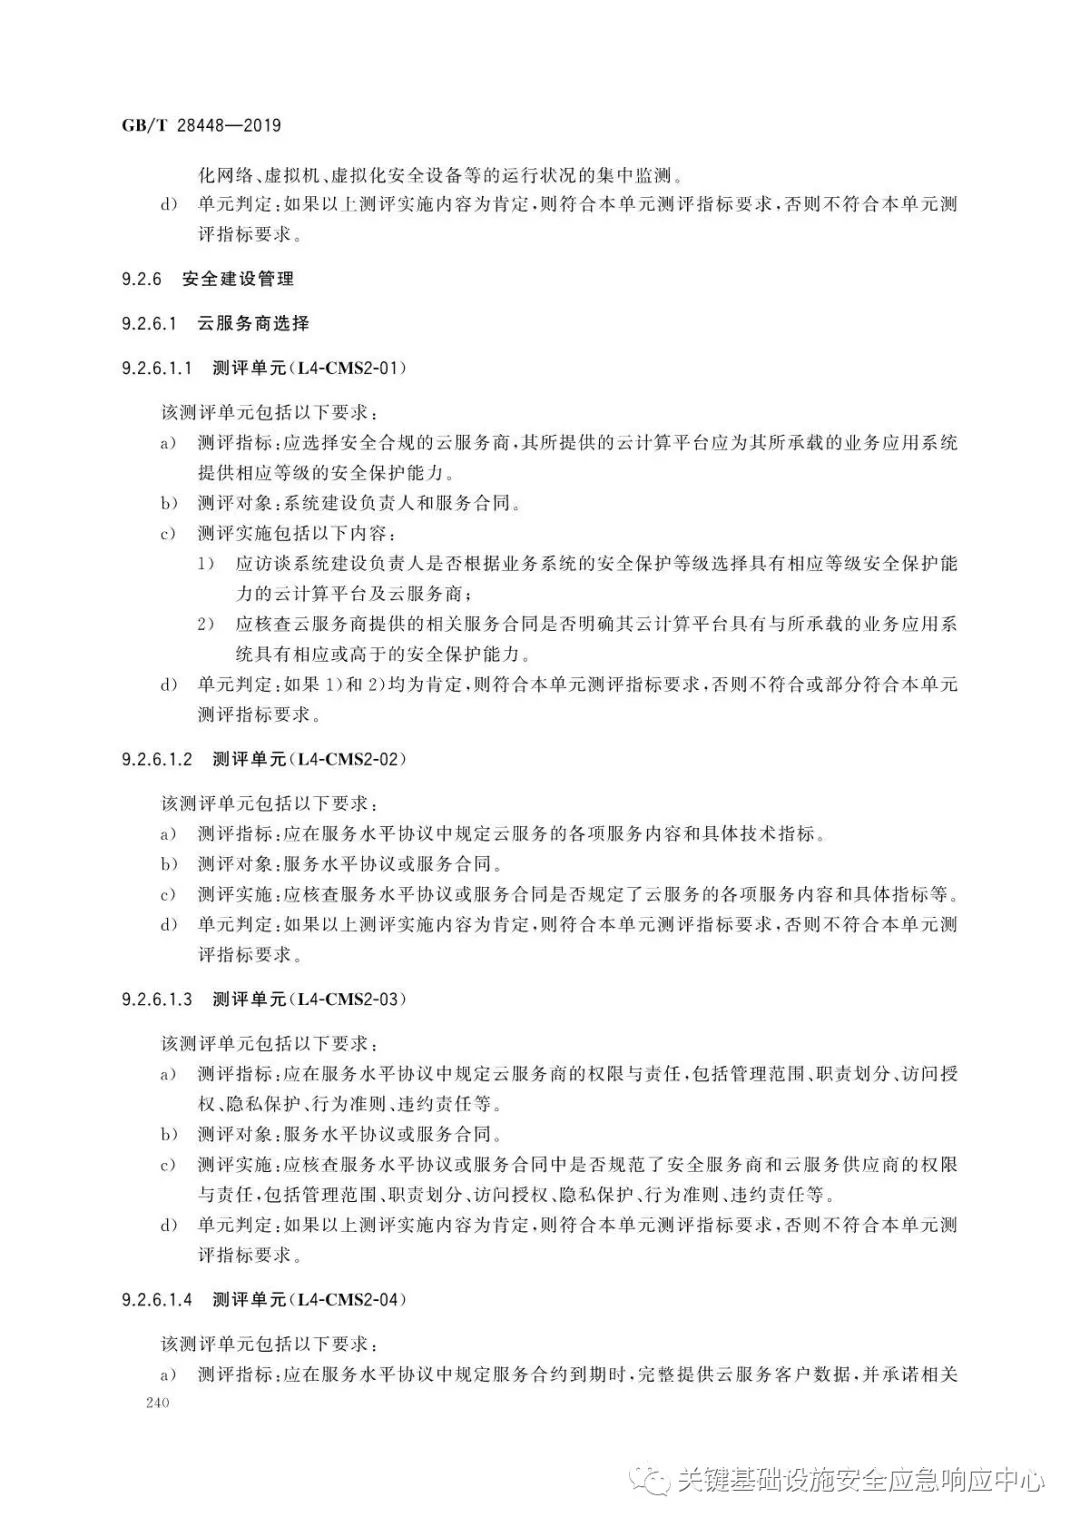 GB/T 28448—2019
化网络、虚拟机、虚拟化安全设备等的运行状况的集中监测。
d) 单元判定:如果以上测评实施内容为肯定,则符合本单元测评指标要求,否则不符合本单元测
评指标要求。
9.2.6 安全建设管理
9.2.6.1 云服务商选择
9.2.6.1.1 测评单元(L4-CMS2-01)
该测评单元包括以下要求:
a) 测评指标:应选择安全合规的云服务商,其所提供的云计算平台应为其所承载的业务应用系统
提供相应等级的安全保护能力。
b) 测评对象:系统建设负责人和服务合同。
c) 测评实施包括以下内容:
1) 应访谈系统建设负责人是否根据业务系统的安全保护等级选择具有相应等级安全保护能
力的云计算平台及云服务商;
2) 应核查云服务商提供的相关服务合同是否明确其云计算平台具有与所承载的业务应用系
统具有相应或高于的安全保护能力。
d) 单元判定:如果 1)和 2)均为肯定,则符合本单元测评指标要求,否则不符合或部分符合本单元
测评指标要求。
9.2.6.1.2 测评单元(L4-CMS2-02)
该测评单元包括以下要求:
a) 测评指标:应在服务水平协议中规定云服务的各项服务内容和具体技术指标。
b) 测评对象:服务水平协议或服务合同。
c) 测评实施:应核查服务水平协议或服务合同是否规定了云服务的各项服务内容和具体指标等。
d) 单元判定:如果以上测评实施内容为肯定,则符合本单元测评指标要求,否则不符合本单元测
评指标要求。
9.2.6.1.3 测评单元(L4-CMS2-03)
该测评单元包括以下要求:
a) 测评指标:应在服务水平协议中规定云服务商的权限与责任,包括管理范围、职责划分、访问授
权、隐私保护、行为准则、违约责任等。
b) 测评对象:服务水平协议或服务合同。
c) 测评实施:应核查服务水平协议或服务合同中是否规范了安全服务商和云服务供应商的权限
与责任,包括管理范围、职责划分、访问授权、隐私保护、行为准则、违约责任等。
d) 单元判定:如果以上测评实施内容为肯定,则符合本单元测评指标要求,否则不符合本单元测
评指标要求。
9.2.6.1.4 测评单元(L4-CMS2-04)
该测评单元包括以下要求:
a) 测评指标:应在服务水平协议中规定服务合约到期时,完整提供云服务客户数据,并承诺相关
240
关键基础设施安全应急响应中心